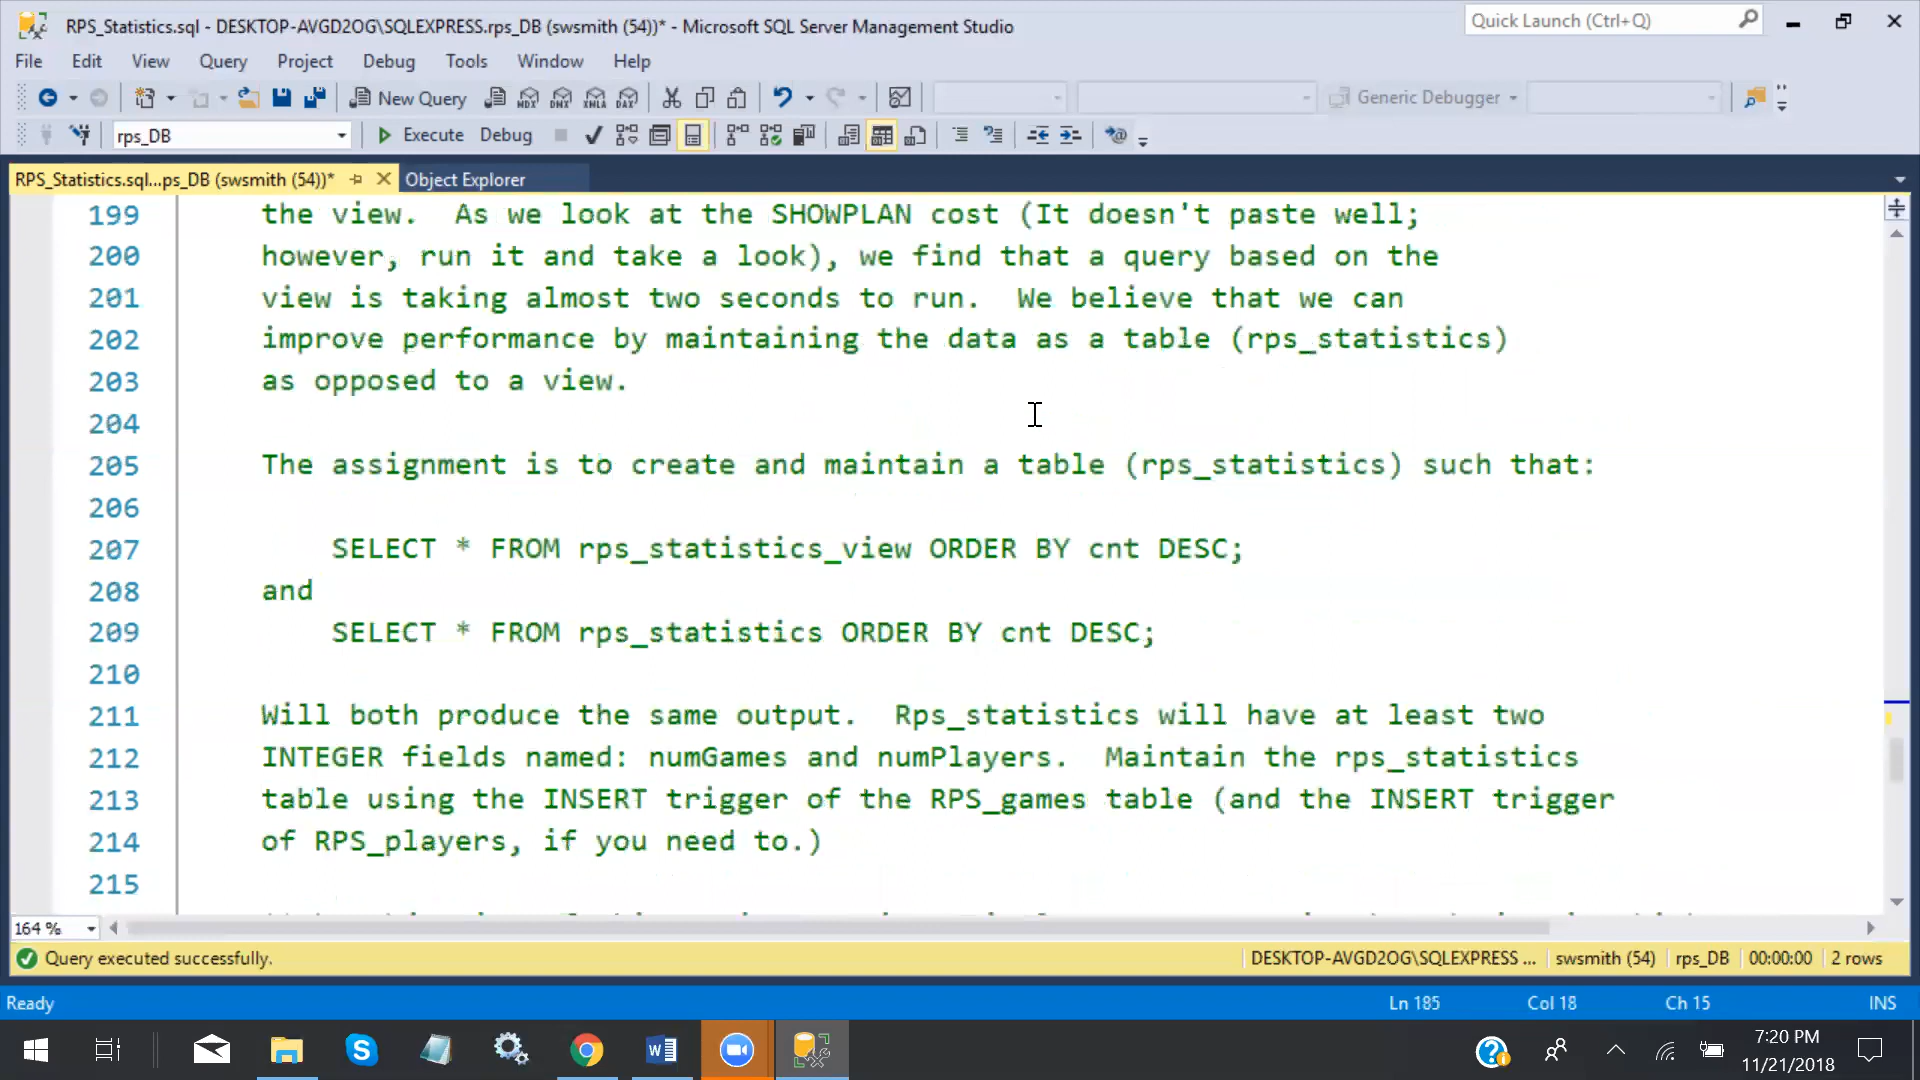 RPS_Statistics.sql - DESKTOP-AVGD2OG\SQLEXPRESS.rps_DB (swsmith (54))* - Microsoft SQL Server Management Studio
Quick Launch (Ctrl+Q)
File Edit View Query Project Debug Tools Window Help
New Query MDX DMX XMLA DAX Generic Debugger
rps_DB Execute Debug
RPS_Statistics.sql...ps_DB (swsmith (54))* Object Explorer
199 the view.  As we look at the SHOWPLAN cost (It doesn't paste well;
200 however, run it and take a look), we find that a query based on the
201 view is taking almost two seconds to run.  We believe that we can
202 improve performance by maintaining the data as a table (rps_statistics)
203 as opposed to a view.
204
205 The assignment is to create and maintain a table (rps_statistics) such that:
206
207 SELECT * FROM rps_statistics_view ORDER BY cnt DESC;
208 and
209 SELECT * FROM rps_statistics ORDER BY cnt DESC;
210
211 Will both produce the same output.  Rps_statistics will have at least two
212 INTEGER fields named: numGames and numPlayers.  Maintain the rps_statistics
213 table using the INSERT trigger of the RPS_games table (and the INSERT trigger
214 of RPS_players, if you need to.)
215
164 %
Query executed successfully. DESKTOP-AVGD2OG\SQLEXPRESS ... swsmith (54) rps_DB 00:00:00 2 rows
Ready Ln 185 Col 18 Ch 15 INS
7:20 PM
11/21/2018